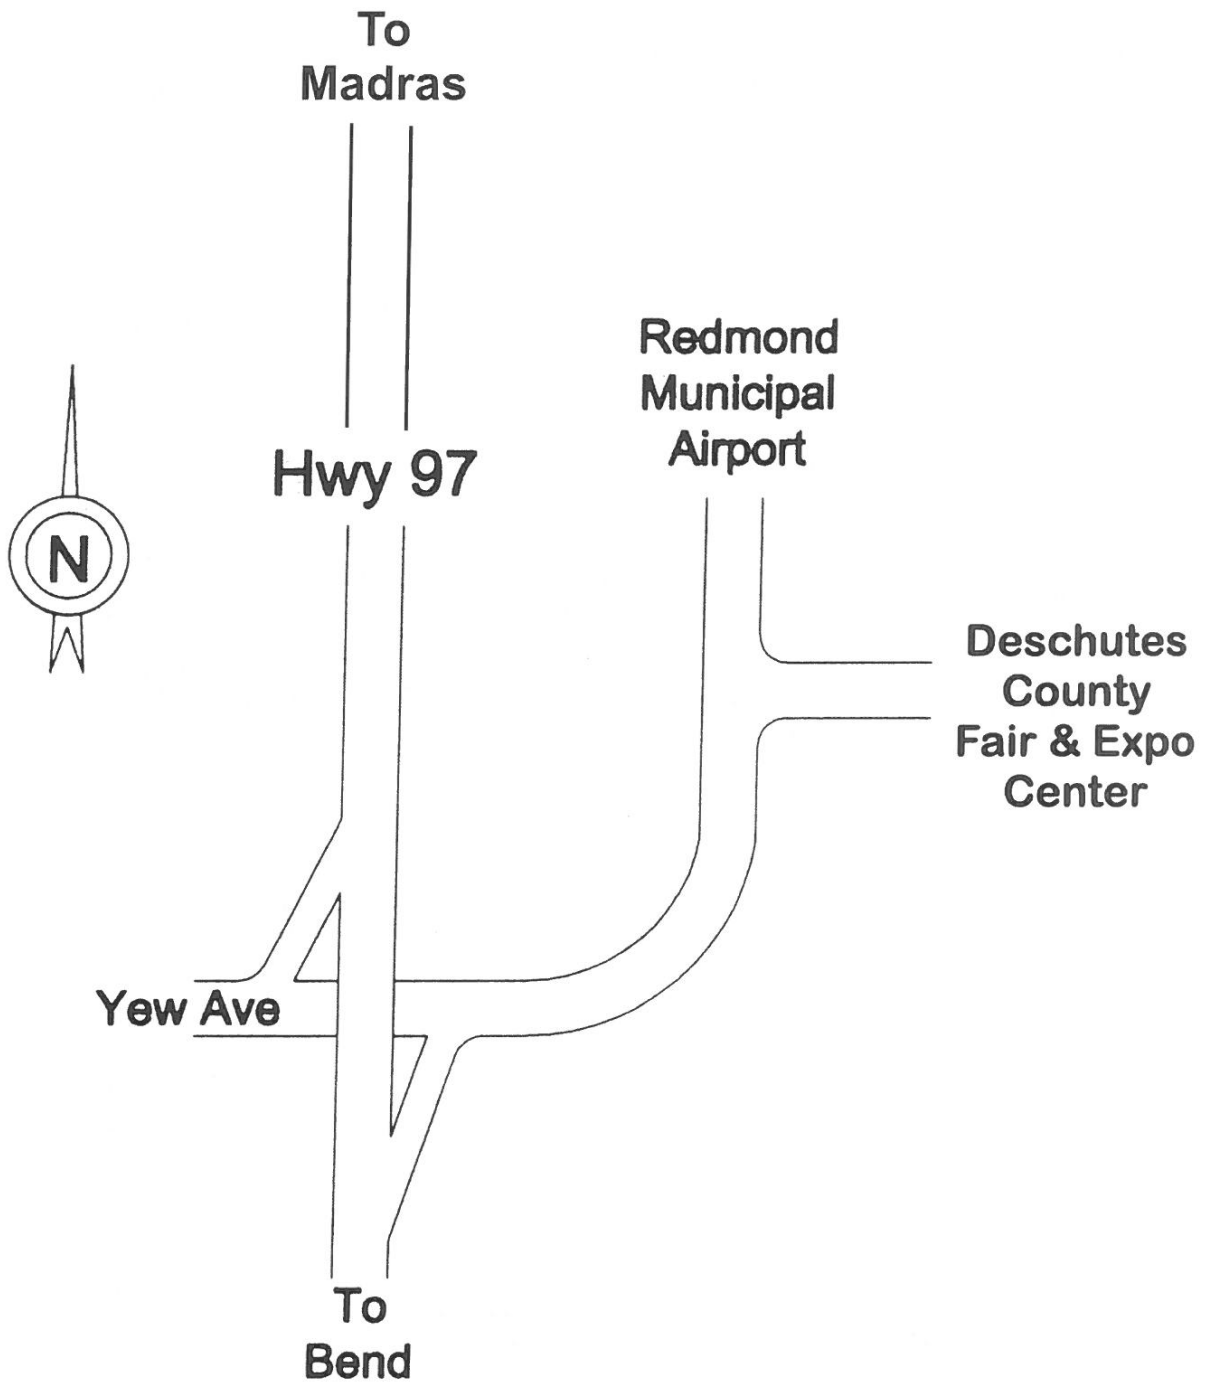 To
Madras
Hwy 97
Redmond
Municipal
Airport
N
Deschutes
County
Fair & Expo
Center
Yew Ave
To
Bend